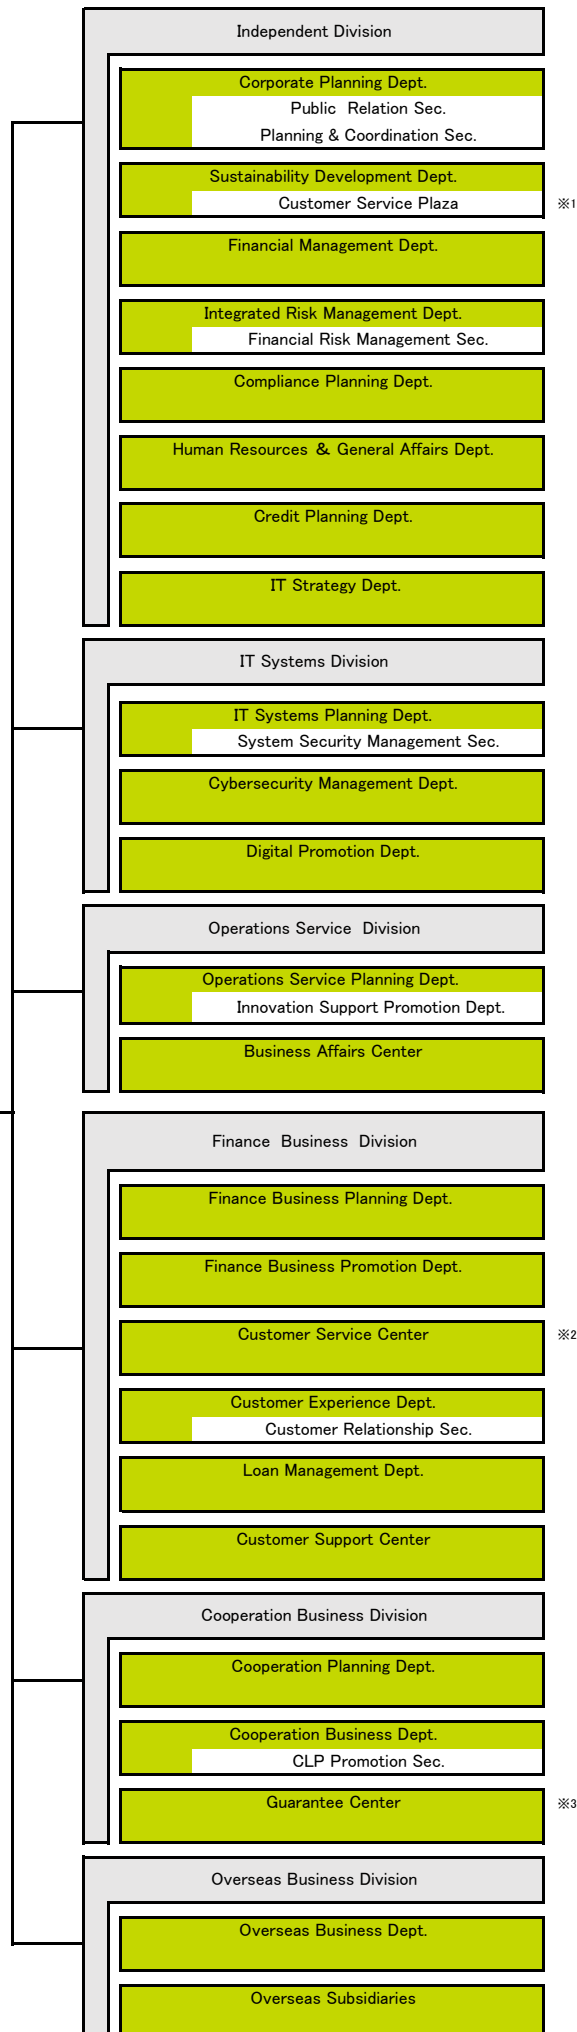 Independent Division
Corporate Planning Dept.
Public Relation Sec.
Planning & Coordination Sec.
Sustainability Development Dept.
Customer Service Plaza ※1
Financial Management Dept.
Integrated Risk Management Dept.
Financial Risk Management Sec.
Compliance Planning Dept.
Human Resources & General Affairs Dept.
Credit Planning Dept.
IT Strategy Dept.
IT Systems Division
IT Systems Planning Dept.
System Security Management Sec.
Cybersecurity Management Dept.
Digital Promotion Dept.
Operations Service Division
Operations Service Planning Dept.
Innovation Support Promotion Dept.
Business Affairs Center
Finance Business Division
Finance Business Planning Dept.
Finance Business Promotion Dept.
Customer Service Center ※2
Customer Experience Dept.
Customer Relationship Sec.
Loan Management Dept.
Customer Support Center
Cooperation Business Division
Cooperation Planning Dept.
Cooperation Business Dept.
CLP Promotion Sec.
Guarantee Center ※3
Overseas Business Division
Overseas Business Dept.
Overseas Subsidiaries